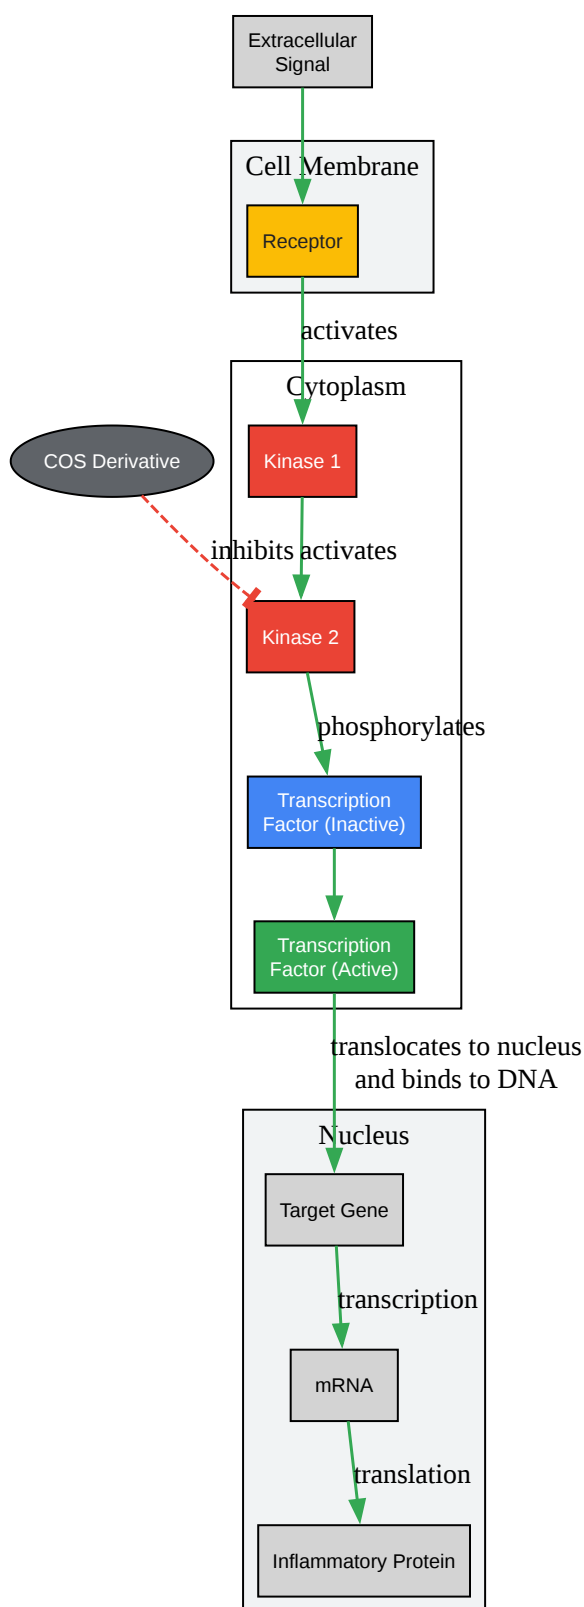 Extracellular
Signal
Cell Membrane
Receptor
activates
Cytoplasm
COS Derivative
Kinase 1
inhibits
activates
Kinase 2
phosphorylates
Transcription
Factor (Inactive)
Transcription
Factor (Active)
translocates to nucleus
and binds to DNA
Nucleus
Target Gene
transcription
mRNA
translation
Inflammatory Protein